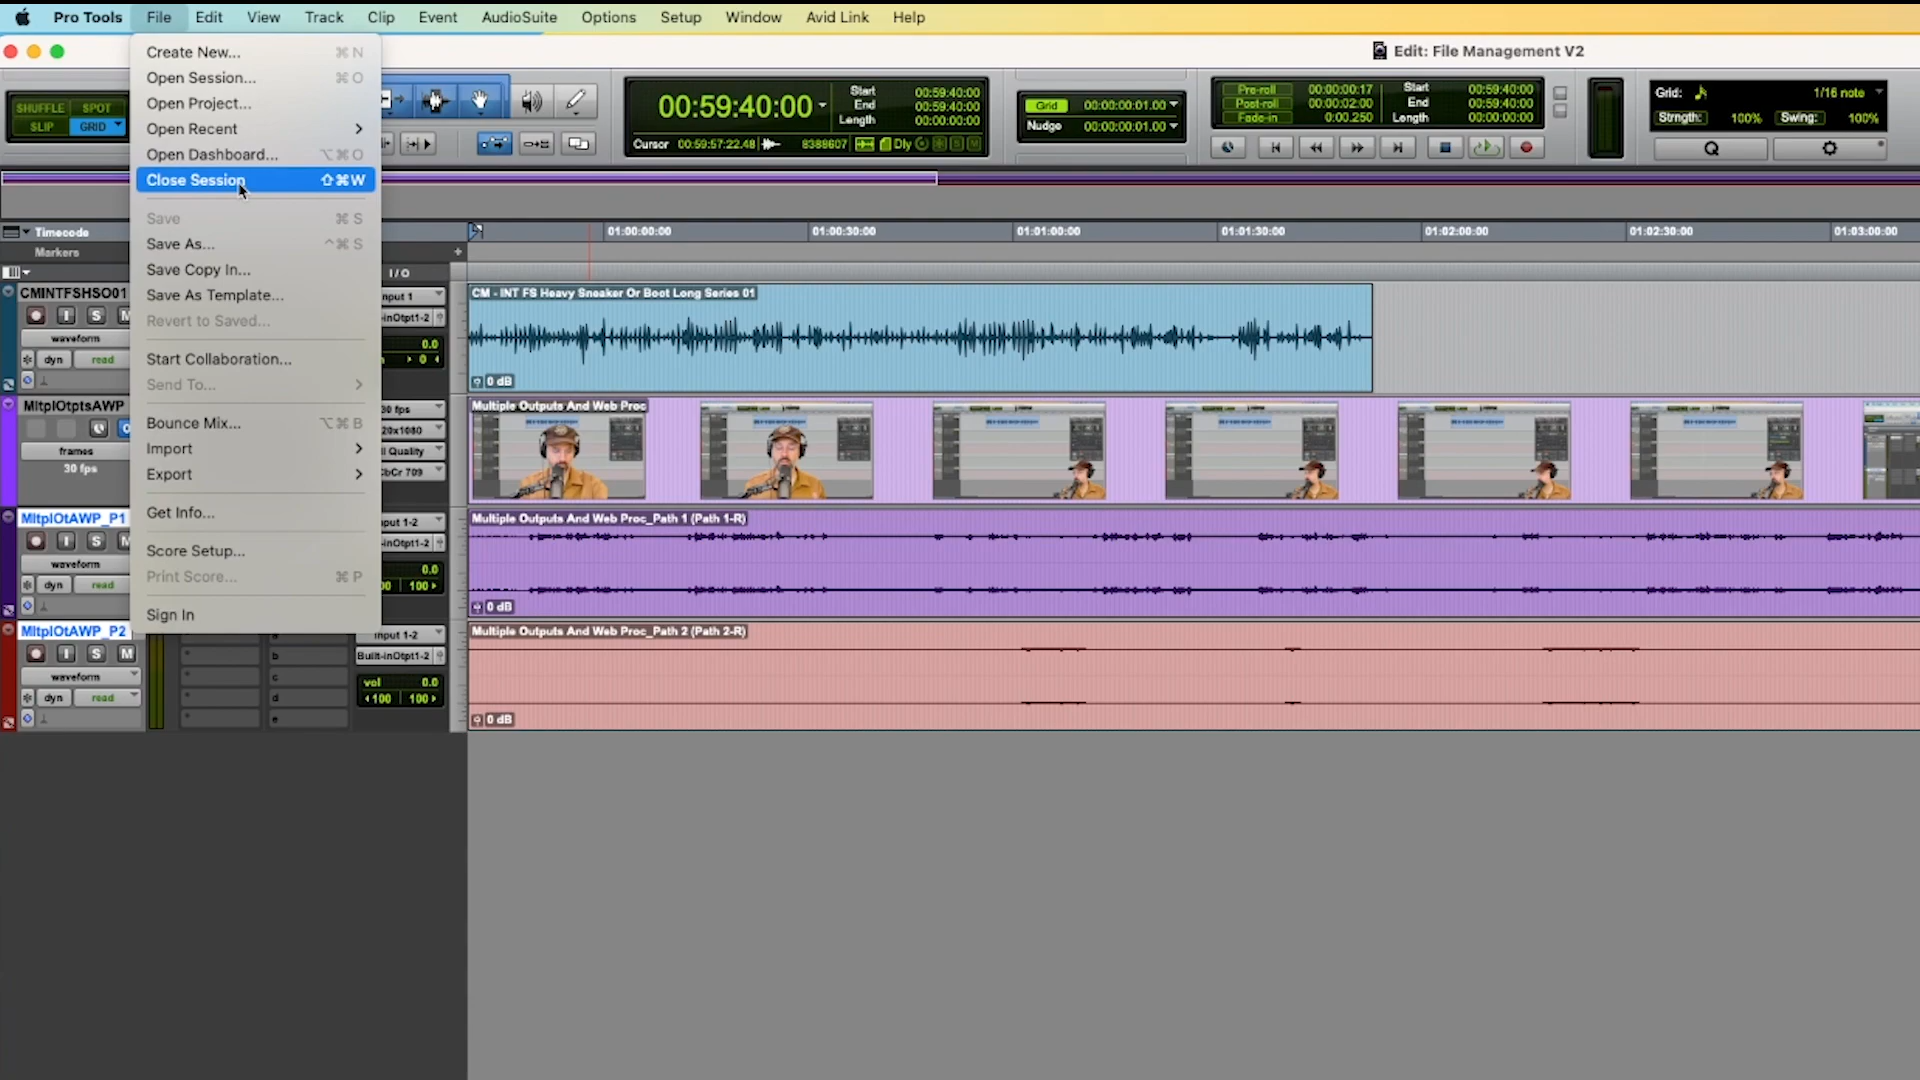 Pro Tools File Edit View Track Clip Event AudioSuite Options Setup Window Avid Link Help
Edit: File Management V2
Create New... ⌘ N
Open Session... ⌘ O
Open Project... 
Open Recent
Open Dashboard... ⌥⌘ O
Close Session ⇧⌘W
Save ⌘ S
Save As... ^⌘ S
Save Copy In...
Save As Template...
Revert to Saved...
Start Collaboration...
Send To...
Bounce Mix... ⌥⌘ B
Import
Export
Get Info...
Score Setup...
Print Score... ⌘ P
Sign In
SHUFFLE SPOT
SLIP GRID
00:59:40:00
Start 00:59:40:00
End 00:59:40:00
Length 00:00:00:00
Cursor 00:59:57:22.48 8388607 Dly
Grid 00:00:00:01.00
Nudge 00:00:00:01.00
Pre-roll 00:00:00:17
Post-roll 00:00:02:00
Fade-in 0:00.250
Start 00:59:40:00
End 00:59:40:00
Length 00:00:00:00
Grid: 1/16 note
Strngth: 100% Swing: 100%
Q
Timecode
01:00:00:00 01:00:30:00 01:01:00:00 01:01:30:00 01:02:00:00 01:02:30:00 01:03:00:00
Markers
I/O
CMINTFSHSO01
I S M
waveform
dyn read
nput 1
inOtpt1-2
0.0
0
CM - INT FS Heavy Sneaker Or Boot Long Series 01
0 dB
MltplOtptsAWP
frames
30 fps
30 fps
20x1080
ll Quality
bCr 709
Multiple Outputs And Web Proc
MltplOtAWP_P1
I S M
waveform
dyn read
put 1-2
inOtpt1-2
0.0
00 100
Multiple Outputs And Web Proc_Path 1 (Path 1-R)
0 dB
MltplOtAWP_P2
I S M
waveform
dyn read
b
c
d
e
Input 1-2
Built-inOtpt1-2
vol 0.0
100 100
Multiple Outputs And Web Proc_Path 2 (Path 2-R)
0 dB